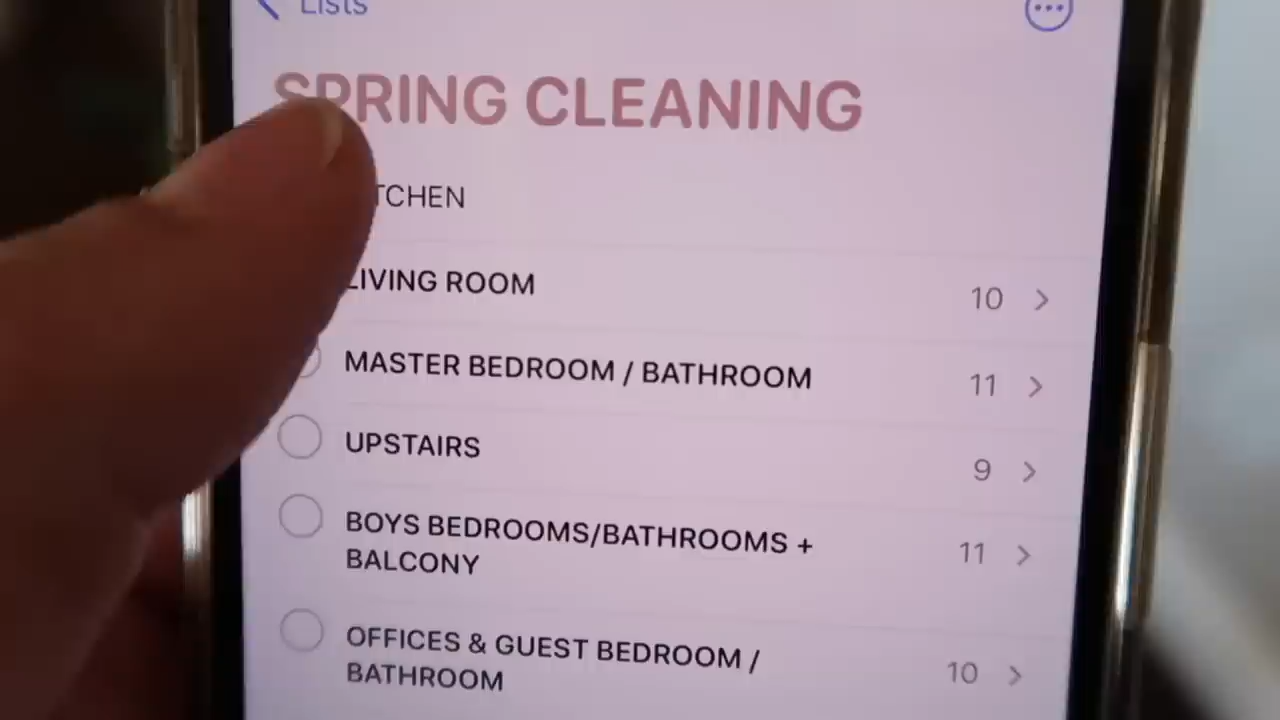 Lists
SPRING CLEANING
TCHEN
LIVING ROOM
10
MASTER BEDROOM / BATHROOM
11
UPSTAIRS
9
BOYS BEDROOMS/BATHROOMS +
BALCONY
11
OFFICES & GUEST BEDROOM /
BATHROOM
10